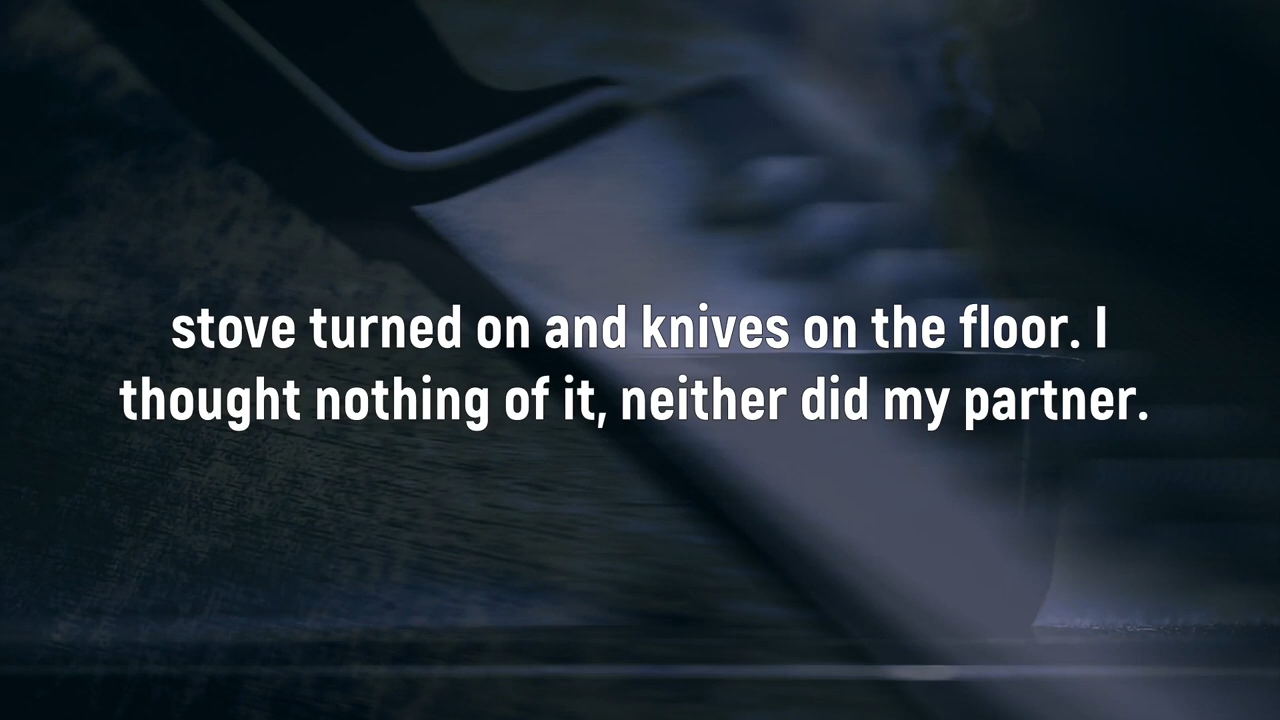 stove turned on and knives on the floor. I
thought nothing of it, neither did my partner.